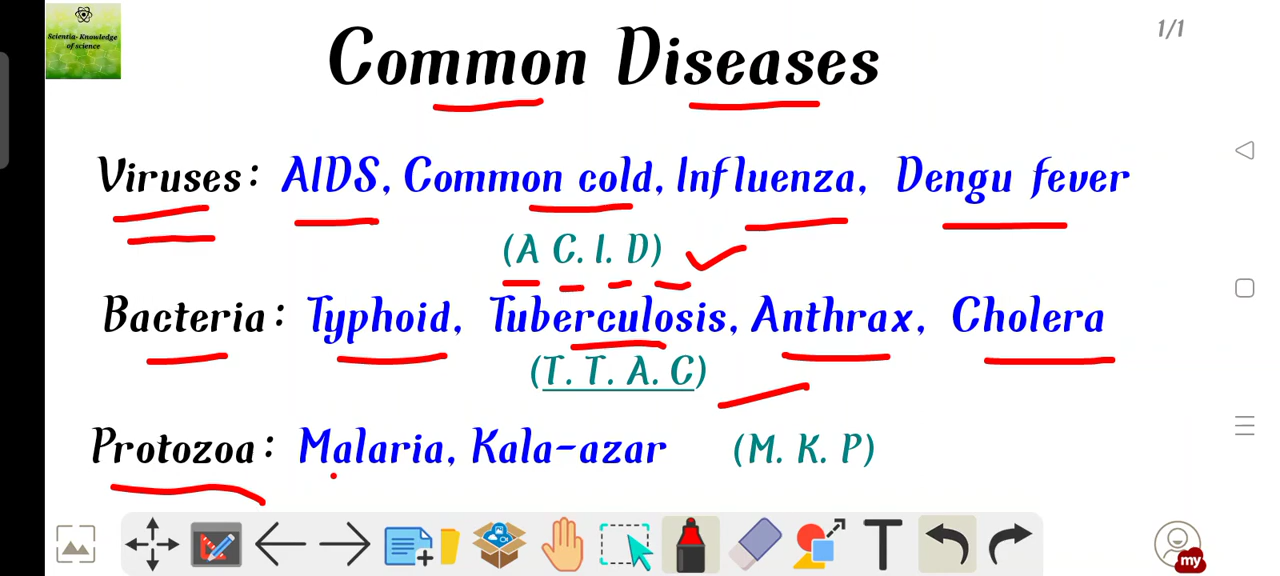 Scientia- Knowledge
of science
1/1
Common Diseases
Viruses: AIDS, Common cold, Influenza, Dengu fever
(A C. I. D)
Bacteria: Typhoid, Tuberculosis, Anthrax, Cholera
(T. T. A. C)
Protozoa: Malaria, Kala-azar (M. K. P)
T
my